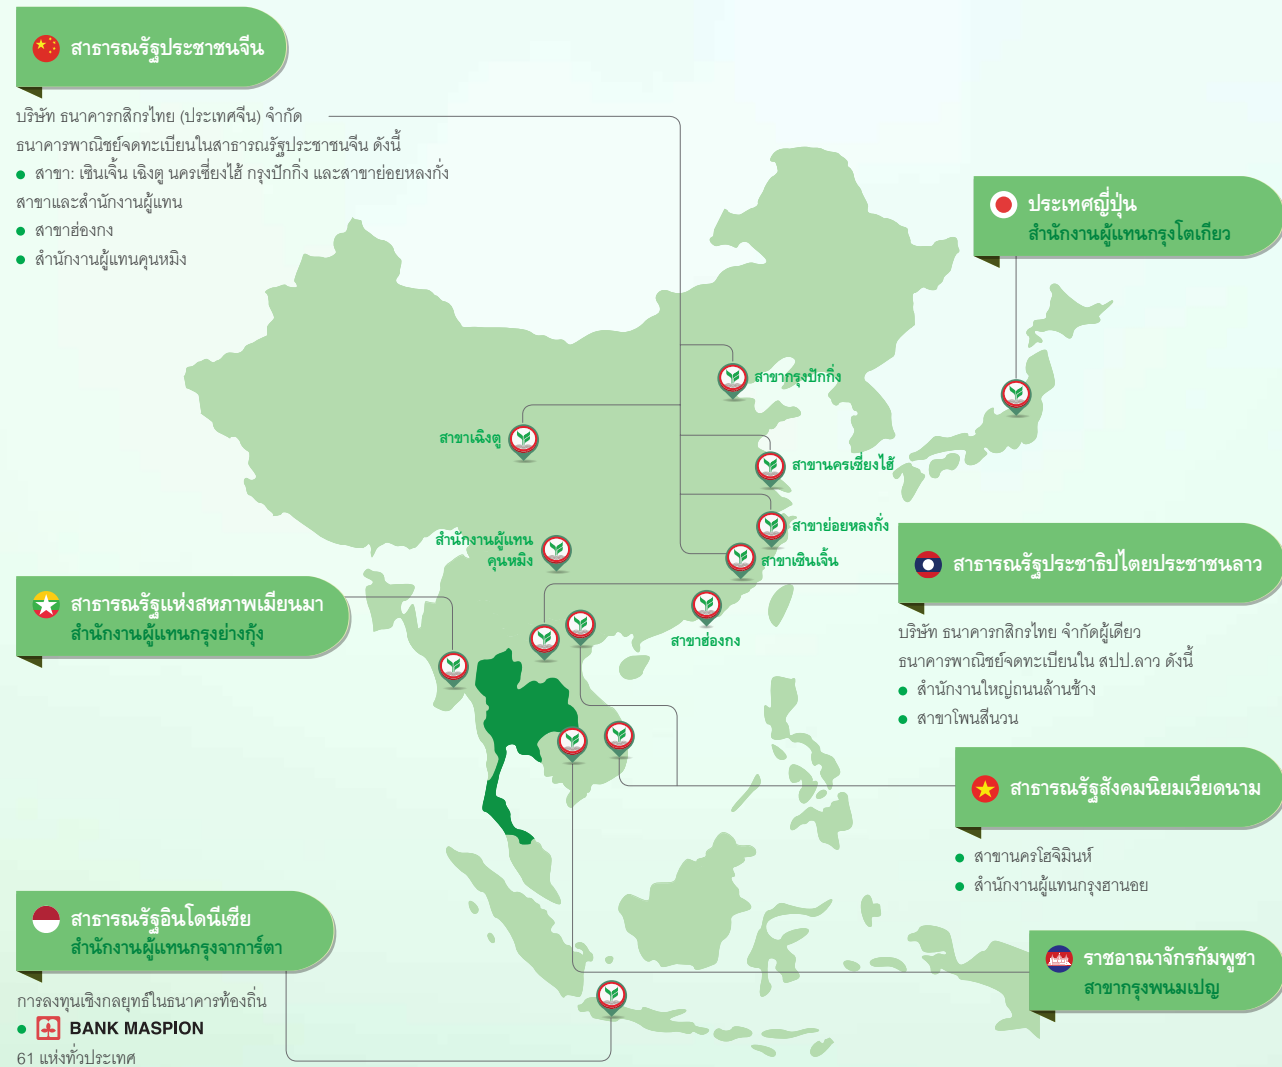 สาธารณรัฐประชาชนจีน
บริษัท ธนาคารกสิกรไทย (ประเทศจีน) จำกัด
ธนาคารพาณิชย์จดทะเบียนในสาธารณรัฐประชาชนจีน ดังนี้
● สาขา: เซินเจิ้น เฉิงตู นครเซี่ยงไฮ้ กรุงปักกิ่ง และสาขาย่อยหลงกั่ง
สาขาและสำนักงานผู้แทน
● สาขาฮ่องกง
● สำนักงานผู้แทนคุนหมิง
ประเทศญี่ปุ่น
สำนักงานผู้แทนกรุงโตเกียว
สาขากรุงปักกิ่ง
สาขาเฉิงตู
สาขานครเซี่ยงไฮ้
สาขาย่อยหลงกั่ง
สำนักงานผู้แทน
คุนหมิง
สาขาเซินเจิ้น
สาขาฮ่องกง
สาธารณรัฐแห่งสหภาพเมียนมา
สำนักงานผู้แทนกรุงย่างกุ้ง
สาธารณรัฐประชาธิปไตยประชาชนลาว
บริษัท ธนาคารกสิกรไทย จำกัดผู้เดียว
ธนาคารพาณิชย์จดทะเบียนใน สปป.ลาว ดังนี้
● สำนักงานใหญ่ถนนล้านช้าง
● สาขาโพนสีนวน
สาธารณรัฐสังคมนิยมเวียดนาม
● สาขานครโฮจิมินห์
● สำนักงานผู้แทนกรุงฮานอย
สาธารณรัฐอินโดนีเซีย
สำนักงานผู้แทนกรุงจาการ์ตา
การลงทุนเชิงกลยุทธ์ในธนาคารท้องถิ่น
● BANK MASPION
61 แห่งทั่วประเทศ
ราชอาณาจักรกัมพูชา
สาขากรุงพนมเปญ